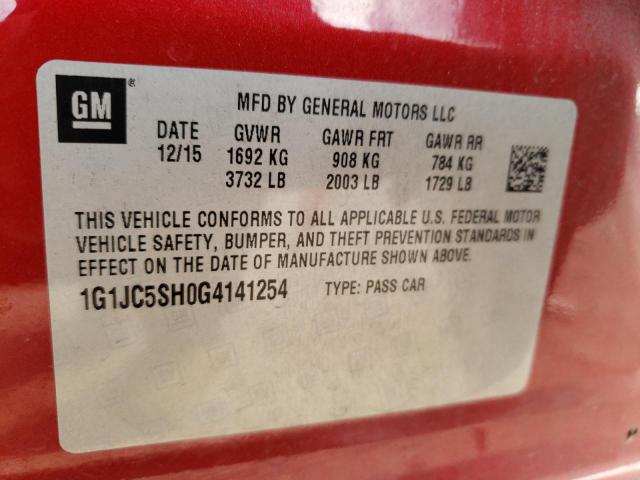 GM®
MFD BY GENERAL MOTORS LLC
DATE GVWR GAWR FRT GAWR RR
12/15 1692 KG 908 KG 784 KG
3732 LB 2003 LB 1729 LB
THIS VEHICLE CONFORMS TO ALL APPLICABLE U.S. FEDERAL MOTOR
VEHICLE SAFETY, BUMPER, AND THEFT PREVENTION STANDARDS IN
EFFECT ON THE DATE OF MANUFACTURE SHOWN ABOVE.
1G1JC5SH0G4141254 TYPE: PASS CAR